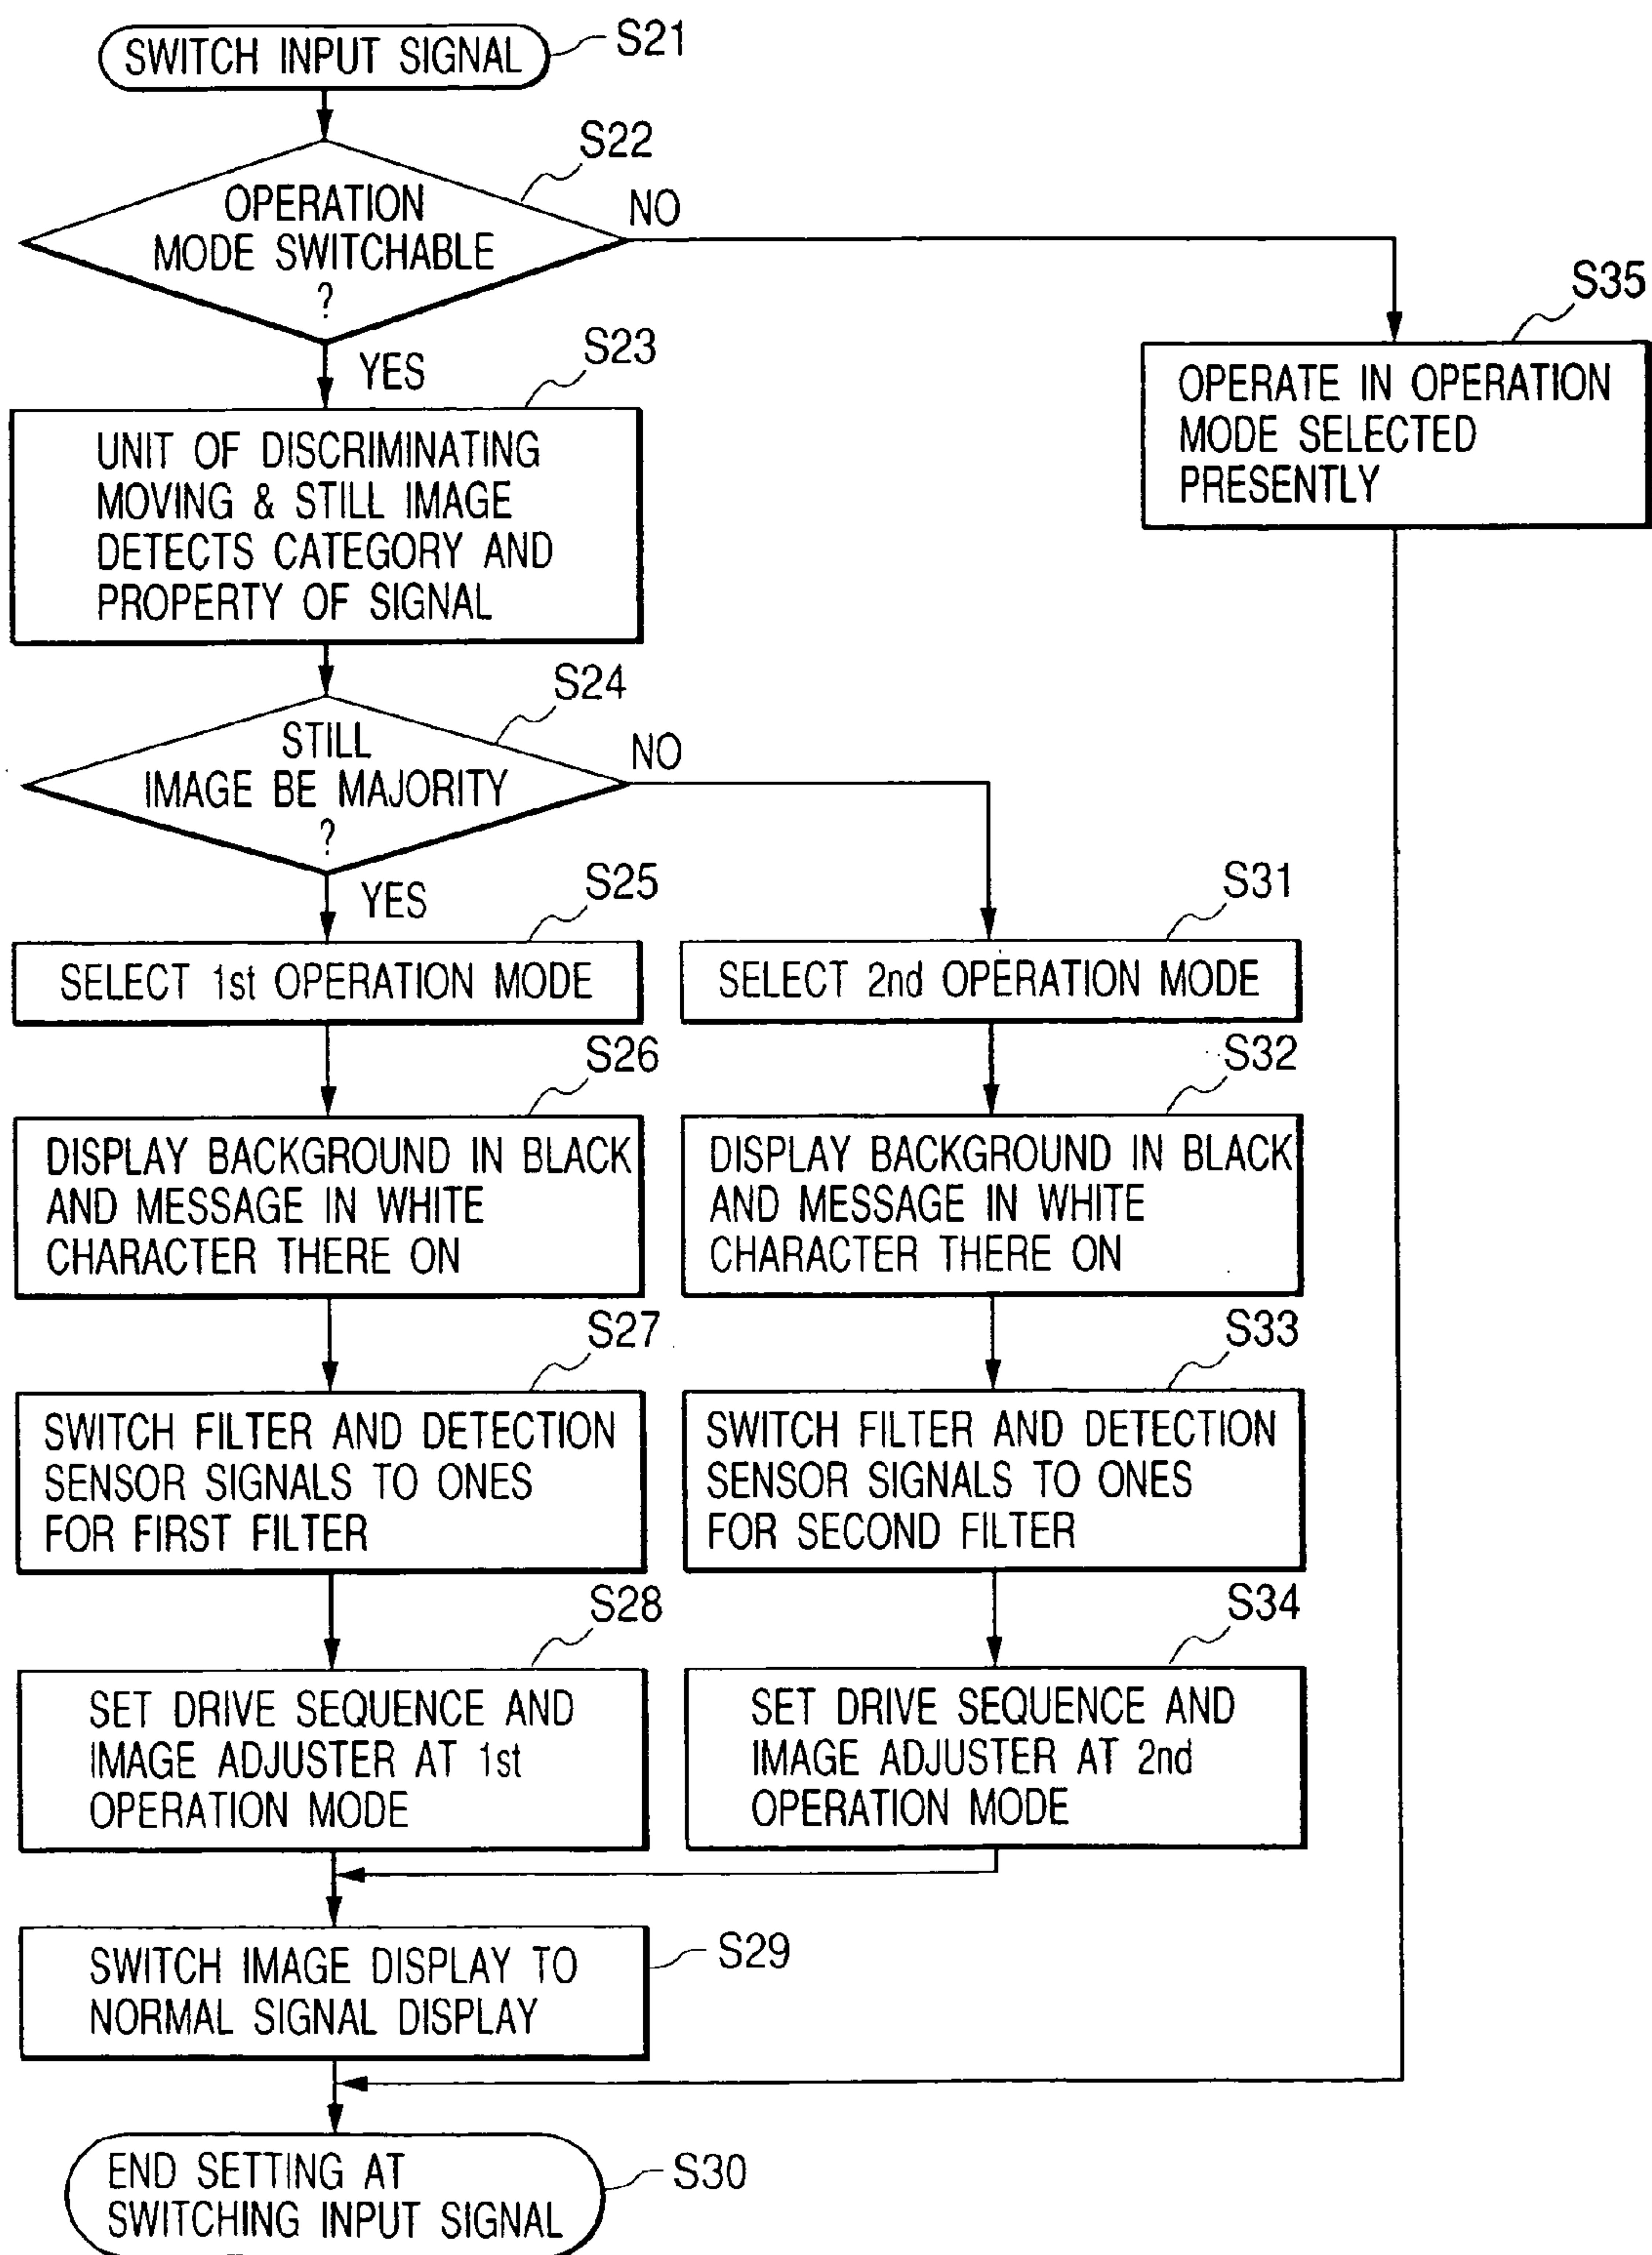 SWITCH INPUT SIGNAL
S21
S22
OPERATION
MODE SWITCHABLE
?
NO
YES
S35
OPERATE IN OPERATION
MODE SELECTED
PRESENTLY
S23
UNIT OF DISCRIMINATING
MOVING & STILL IMAGE
DETECTS CATEGORY AND
PROPERTY OF SIGNAL
S24
STILL
IMAGE BE MAJORITY
?
NO
YES
S25
SELECT 1st OPERATION MODE
S31
SELECT 2nd OPERATION MODE
S26
DISPLAY BACKGROUND IN BLACK
AND MESSAGE IN WHITE
CHARACTER THERE ON
S32
DISPLAY BACKGROUND IN BLACK
AND MESSAGE IN WHITE
CHARACTER THERE ON
S27
SWITCH FILTER AND DETECTION
SENSOR SIGNALS TO ONES
FOR FIRST FILTER
S33
SWITCH FILTER AND DETECTION
SENSOR SIGNALS TO ONES
FOR SECOND FILTER
S28
SET DRIVE SEQUENCE AND
IMAGE ADJUSTER AT 1st
OPERATION MODE
S34
SET DRIVE SEQUENCE AND
IMAGE ADJUSTER AT 2nd
OPERATION MODE
SWITCH IMAGE DISPLAY TO
NORMAL SIGNAL DISPLAY
S29
END SETTING AT
SWITCHING INPUT SIGNAL
S30